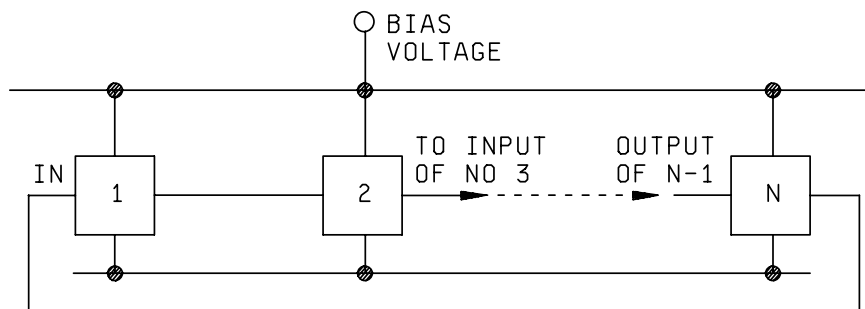 BIAS
VOLTAGE
IN
1
2
TO INPUT
OF NO 3
OUTPUT
OF N-1
N